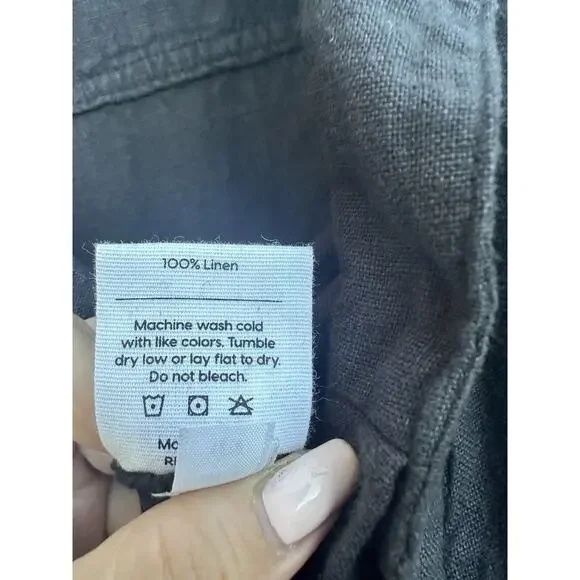 100% Linen
Machine wash cold
with like colors. Tumble
dry low or lay flat to dry.
Do not bleach.